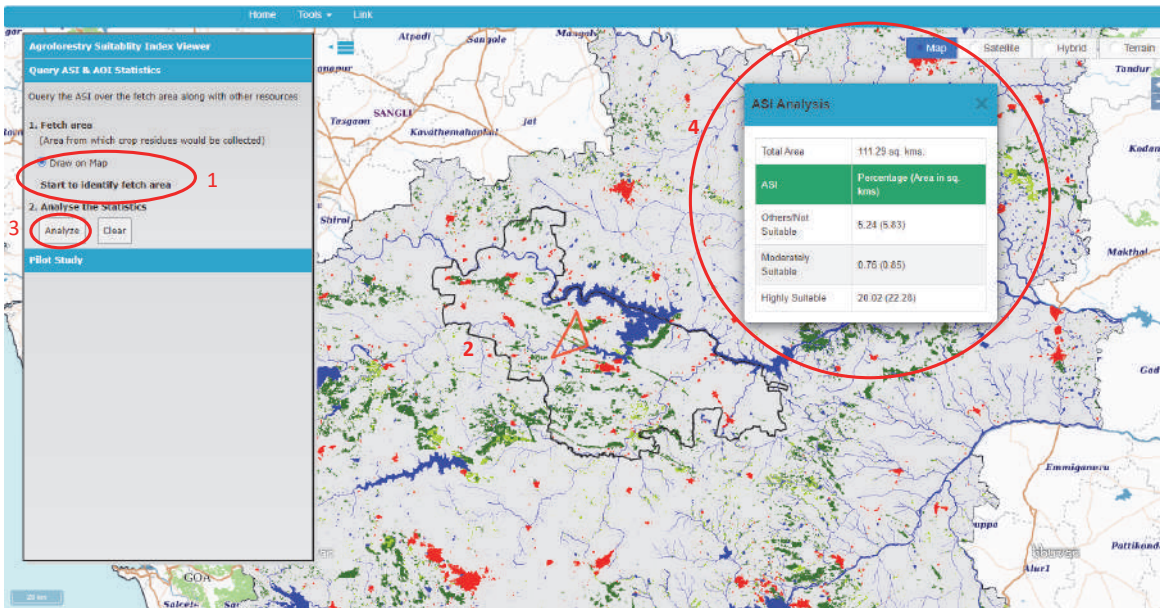 Home Tools Link
Agroforestry Suitablity Index Viewer
Query ASI & AOI Statistics
Query the ASI over the fetch area along with other resources
1. Fetch area
(Area from which crop residues would be collected)
Draw on Map
Start to identify fetch area
1
2. Analyse the Statistics
3
Analyze Clear
Pilot Study
Map Satellite Hybrid Terrain
4
ASI Analysis
Total Area 111.29 sq. kms.
ASI Percentage (Area in sq. kms)
Others/Not Suitable 5.24 (5.83)
Moderately Suitable 0.76 (0.85)
Highly Suitable 20.02 (22.28)
2
Atpadi
Sangole
Tandur
SANGLI
Tasgaon
Kavathemahankal
Jat
Shirol
Makthal
Emmiganuru
Alur1
GOA
bhuvan
20 km